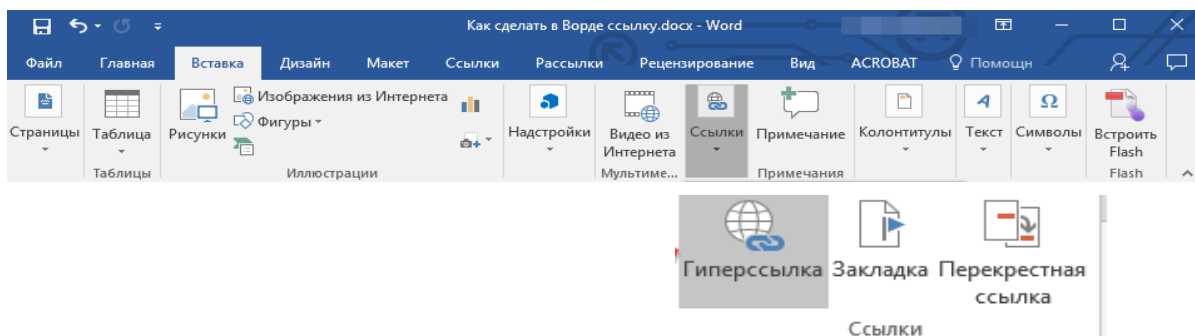 Как сделать в Ворде ссылку.docx - Word
Файл Главная Вставка Дизайн Макет Ссылки Рассылки Рецензирование Вид ACROBAT Помощн
Страницы Таблица Рисунки Изображения из Интернета Фигуры Надстройки Видео из Интернета Ссылки Примечание Колонтитулы Текст Символы Встроить Flash
Таблицы Иллюстрации Мультиме... Примечания Flash
Гиперссылка Закладка Перекрестная
ссылка
Ссылки